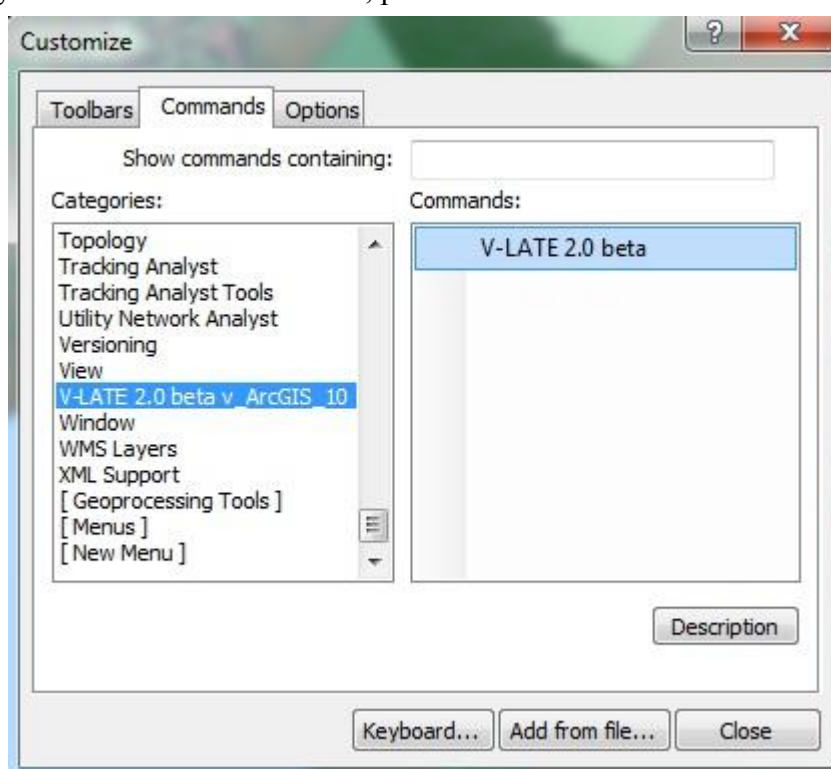 Customize
?
X
Toolbars Commands Options
Show commands containing:
Categories:
Commands:
Topology
Tracking Analyst
Tracking Analyst Tools
Utility Network Analyst
Versioning
View
V-LATE 2.0 beta v_ArcGIS_10
Window
WMS Layers
XML Support
[ Geoprocessing Tools ]
[ Menus ]
[ New Menu ]
V-LATE 2.0 beta
Description
Keyboard... Add from file... Close